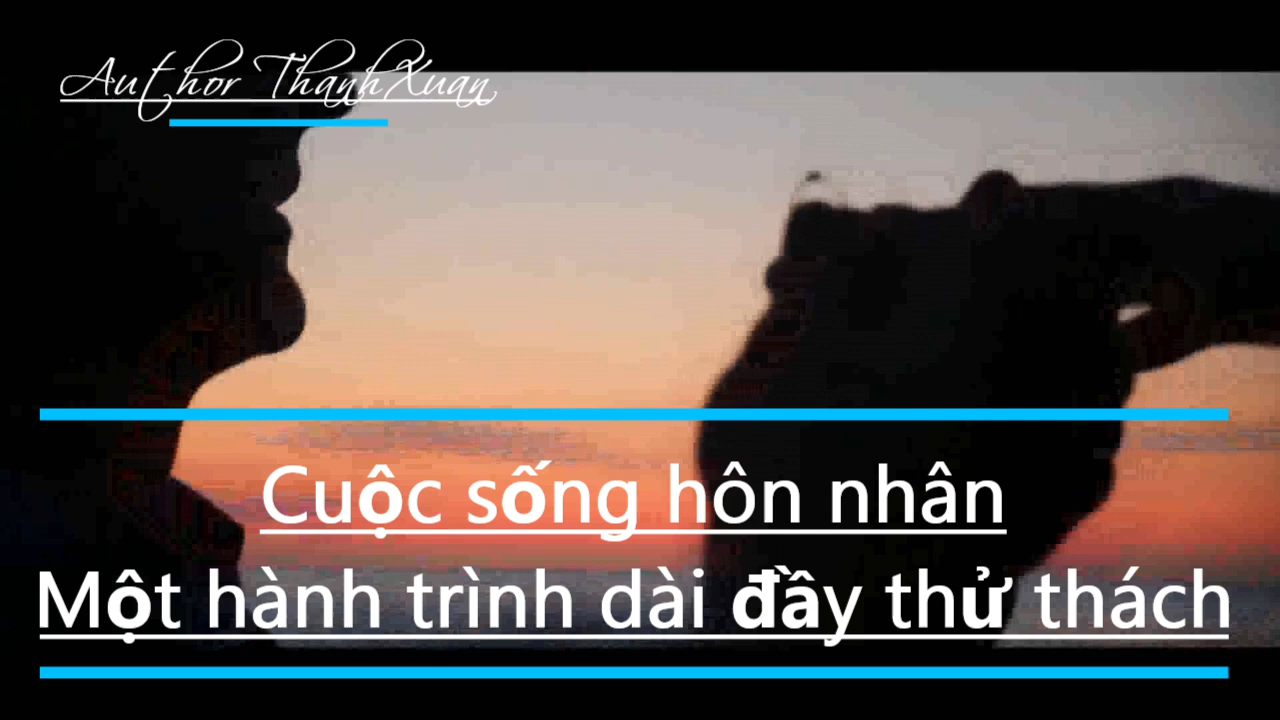 Author ThanhXuan
Cuộc sống hôn nhân
Một hành trình dài đầy thử thách